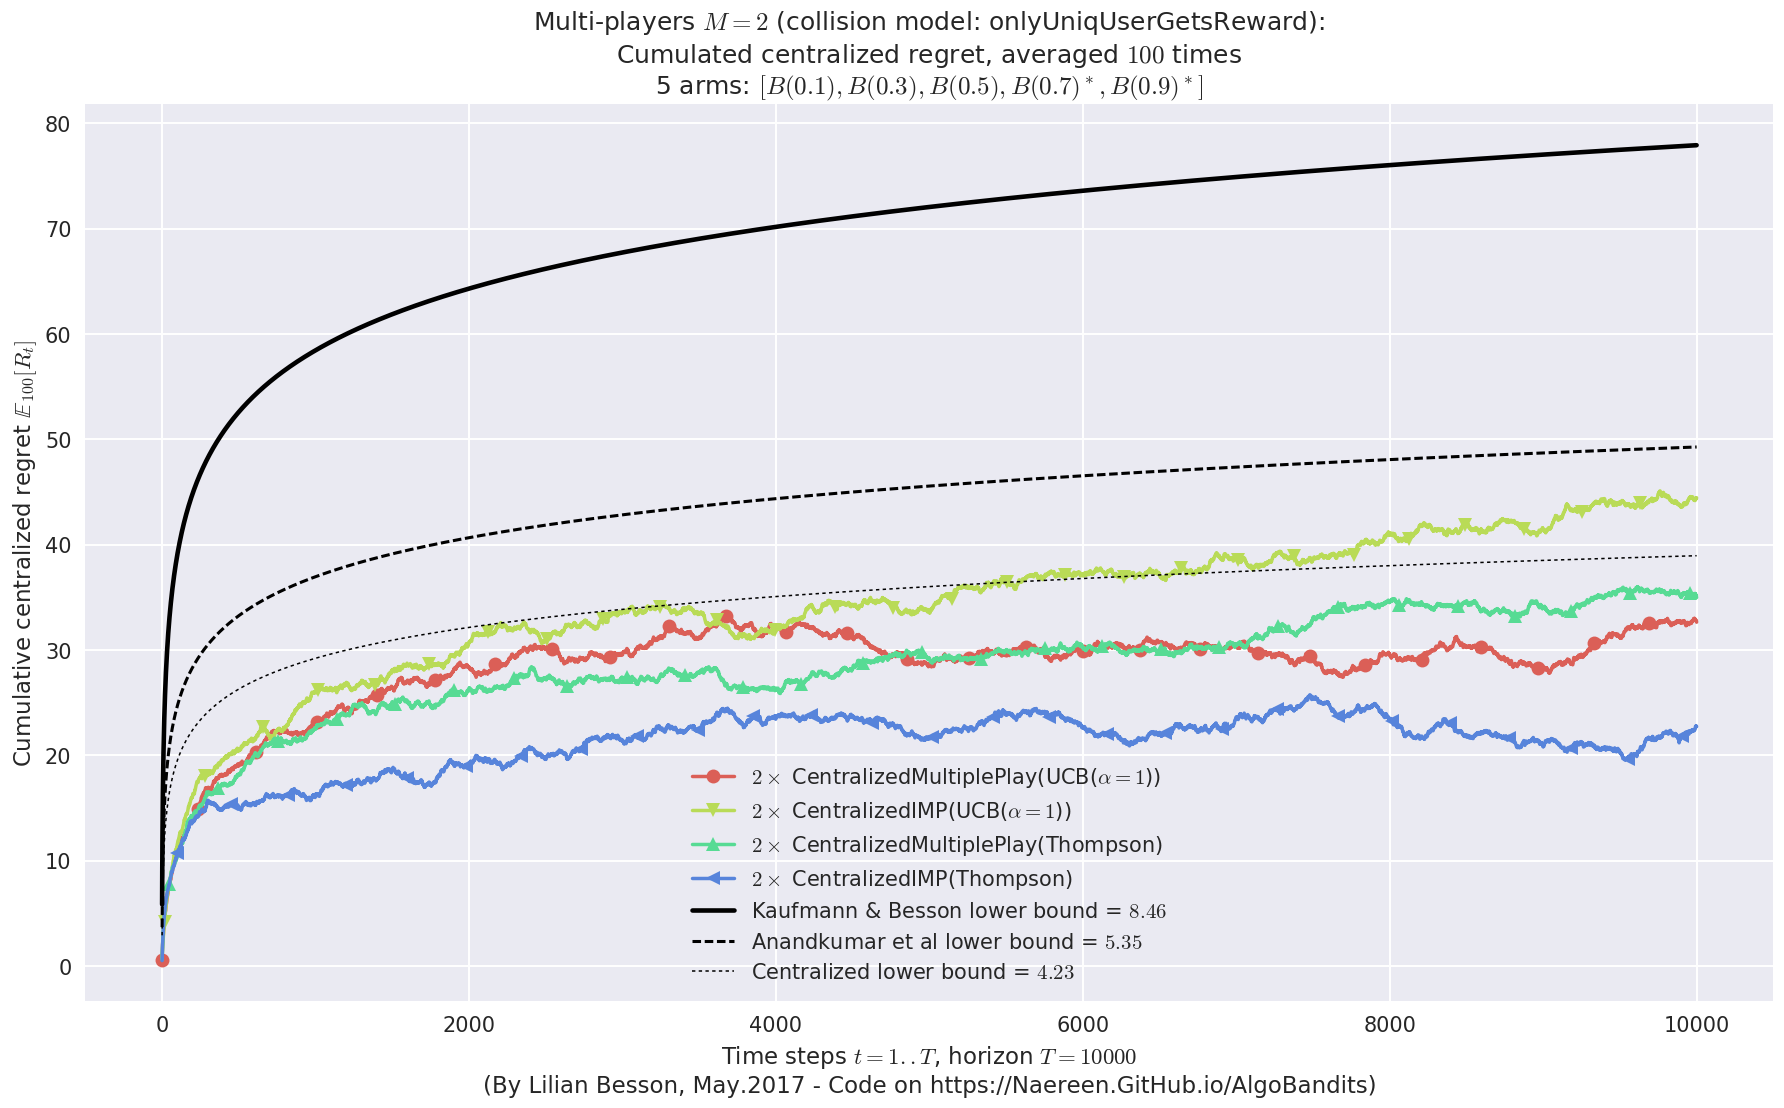 Multi-players M = 2 (collision model: onlyUniqUserGetsReward):
Cumulated centralized regret, averaged 100 times
5 arms: [B(0.1), B(0.3), B(0.5), B(0.7)*, B(0.9)*]
80
70
60
50
40
30
20
10
0
Cumulative centralized regret 𝔼₁₀₀[Rₜ]
2× CentralizedMultiplePlay(UCB(α = 1))
2× CentralizedIMP(UCB(α = 1))
2× CentralizedMultiplePlay(Thompson)
2× CentralizedIMP(Thompson)
Kaufmann & Besson lower bound = 8.46
Anandkumar et al lower bound = 5.35
Centralized lower bound = 4.23
0 2000 4000 6000 8000 10000
Time steps t = 1..T, horizon T = 10000
(By Lilian Besson, May.2017 - Code on https://Naereen.GitHub.io/AlgoBandits)